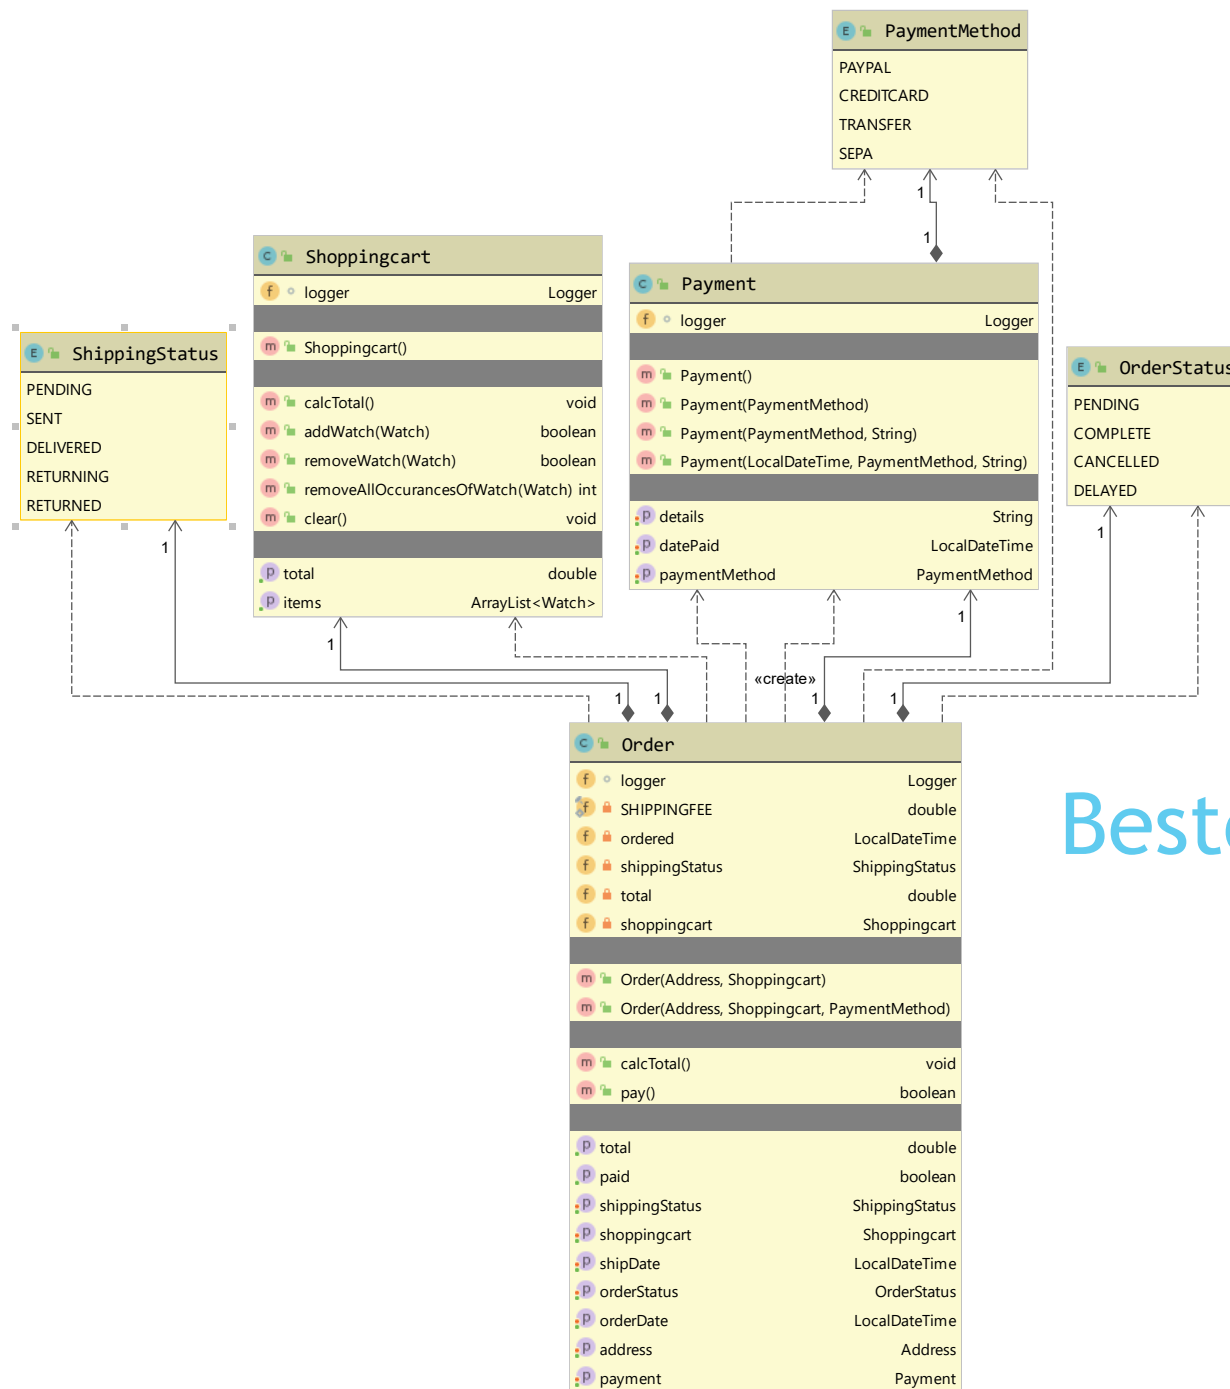 PaymentMethod
PAYPAL
CREDITCARD
TRANSFER
SEPA
1
1
Shoppingcart
logger Logger
Shoppingcart()
calcTotal() void
addWatch(Watch) boolean
removeWatch(Watch) boolean
removeAllOccurancesOfWatch(Watch) int
clear() void
total double
items ArrayList<Watch>
Payment
logger Logger
Payment()
Payment(PaymentMethod)
Payment(PaymentMethod, String)
Payment(LocalDateTime, PaymentMethod, String)
details String
datePaid LocalDateTime
paymentMethod PaymentMethod
ShippingStatus
PENDING
SENT
DELIVERED
RETURNING
RETURNED
OrderStatus
PENDING
COMPLETE
CANCELLED
DELAYED
1
1
1
1
«create»
1
1
1
1
Order
logger Logger
SHIPPINGFEE double
ordered LocalDateTime
shippingStatus ShippingStatus
total double
shoppingcart Shoppingcart
Order(Address, Shoppingcart)
Order(Address, Shoppingcart, PaymentMethod)
calcTotal() void
pay() boolean
total double
paid boolean
shippingStatus ShippingStatus
shoppingcart Shoppingcart
shipDate LocalDateTime
orderStatus OrderStatus
orderDate LocalDateTime
address Address
payment Payment